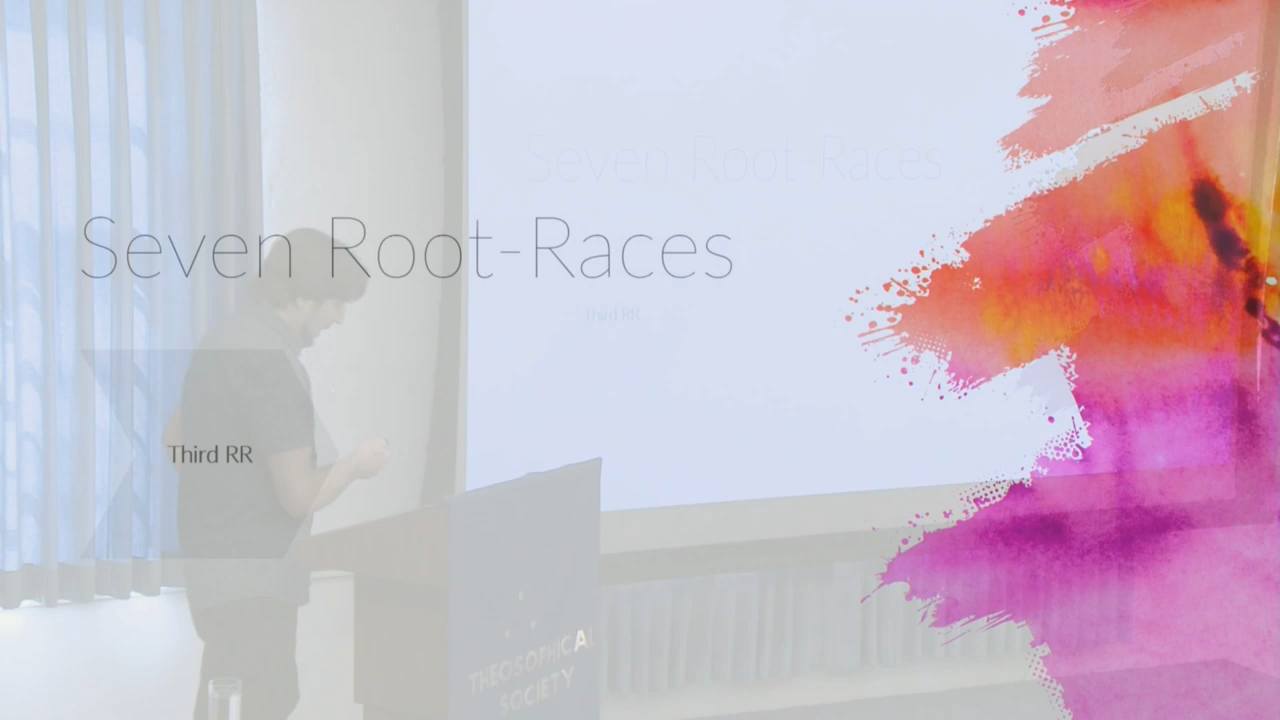 Seven Root-Races
Seven Root-Races
Third RR
Third RR
THEOSOPHICAL
SOCIETY